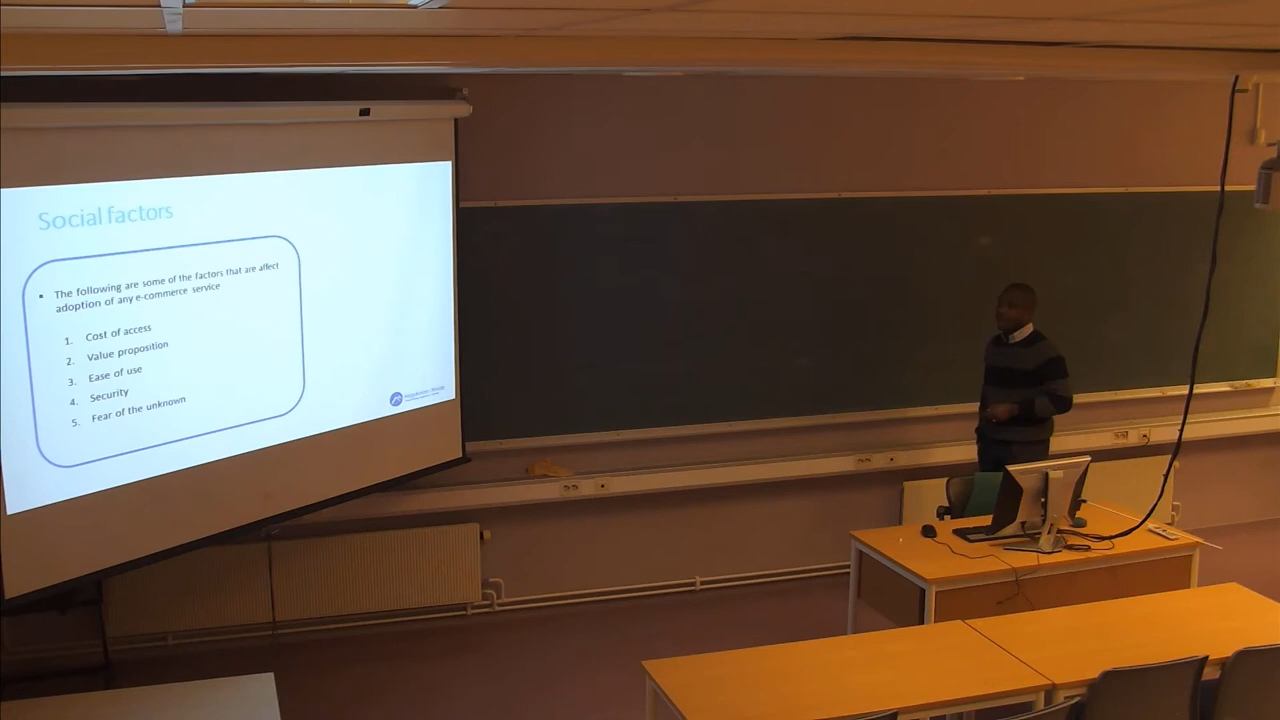 Social factors
▪ The following are some of the factors that are affect
adoption of any e-commerce service
1. Cost of access
2. Value proposition
3. Ease of use
4. Security
5. Fear of the unknown